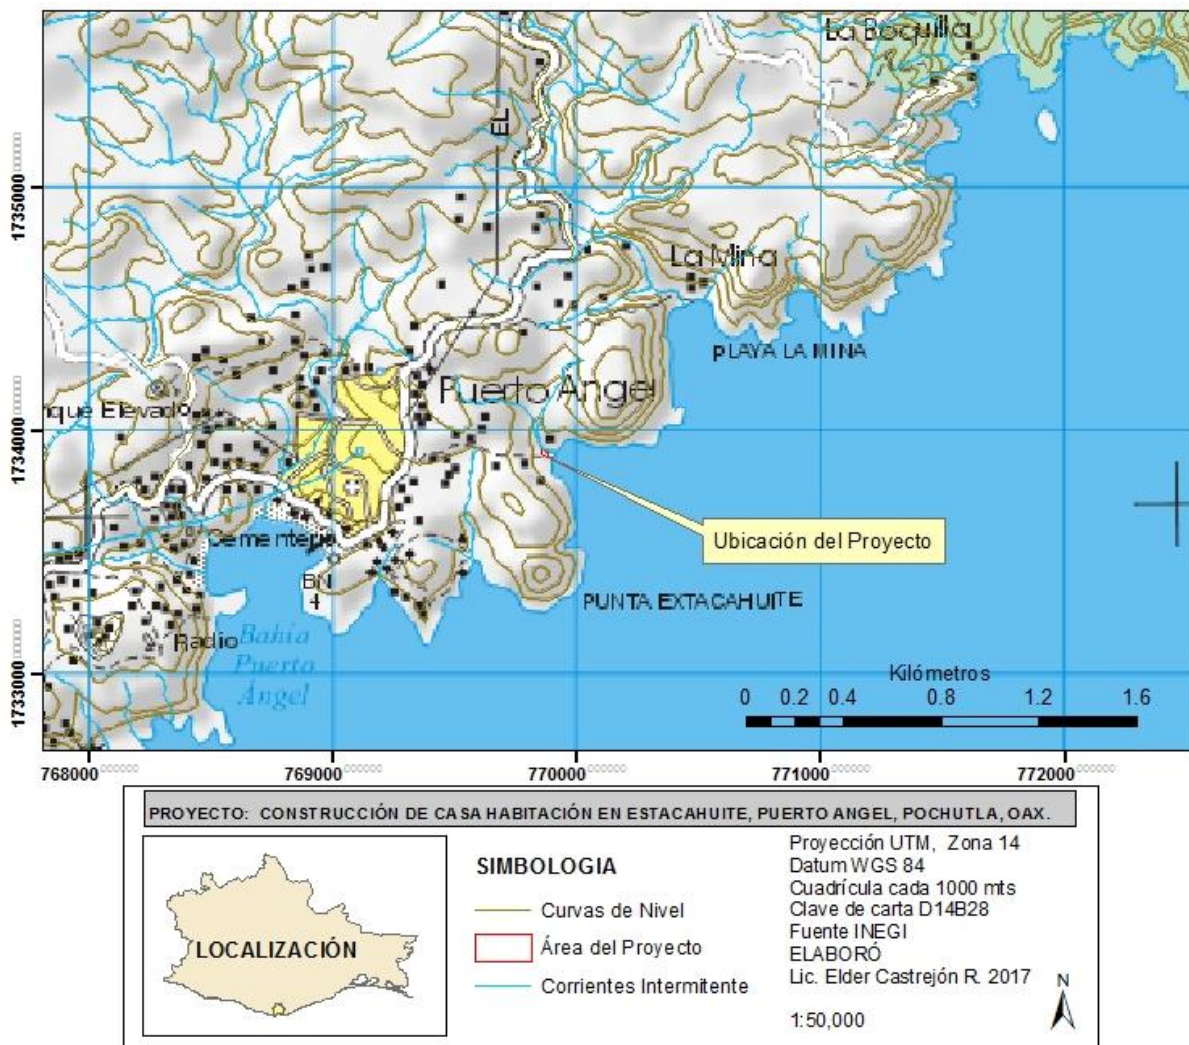 La Boquilla
EL
1735000
La Mina
PLAYA LA MINA
Puerto Angel
nque Elevado
1734000
Ubicación del Proyecto
Cementerio
BN
4
PUNTA EXTACAHUITE
Radio
Bahía
Puerto
Ángel
1733000
Kilómetros
0 0.2 0.4 0.8 1.2 1.6
768000 769000 770000 771000 772000
PROYECTO: CONSTRUCCIÓN DE CASA HABITACIÓN EN ESTACAHUITE, PUERTO ANGEL, POCHUTLA, OAX.
LOCALIZACIÓN
SIMBOLOGIA
Curvas de Nivel
Área del Proyecto
Corrientes Intermitente
Proyección UTM, Zona 14
Datum WGS 84
Cuadrícula cada 1000 mts
Clave de carta D14B28
Fuente INEGI
ELABORÓ
Lic. Elder Castrejón R. 2017
1:50,000
N